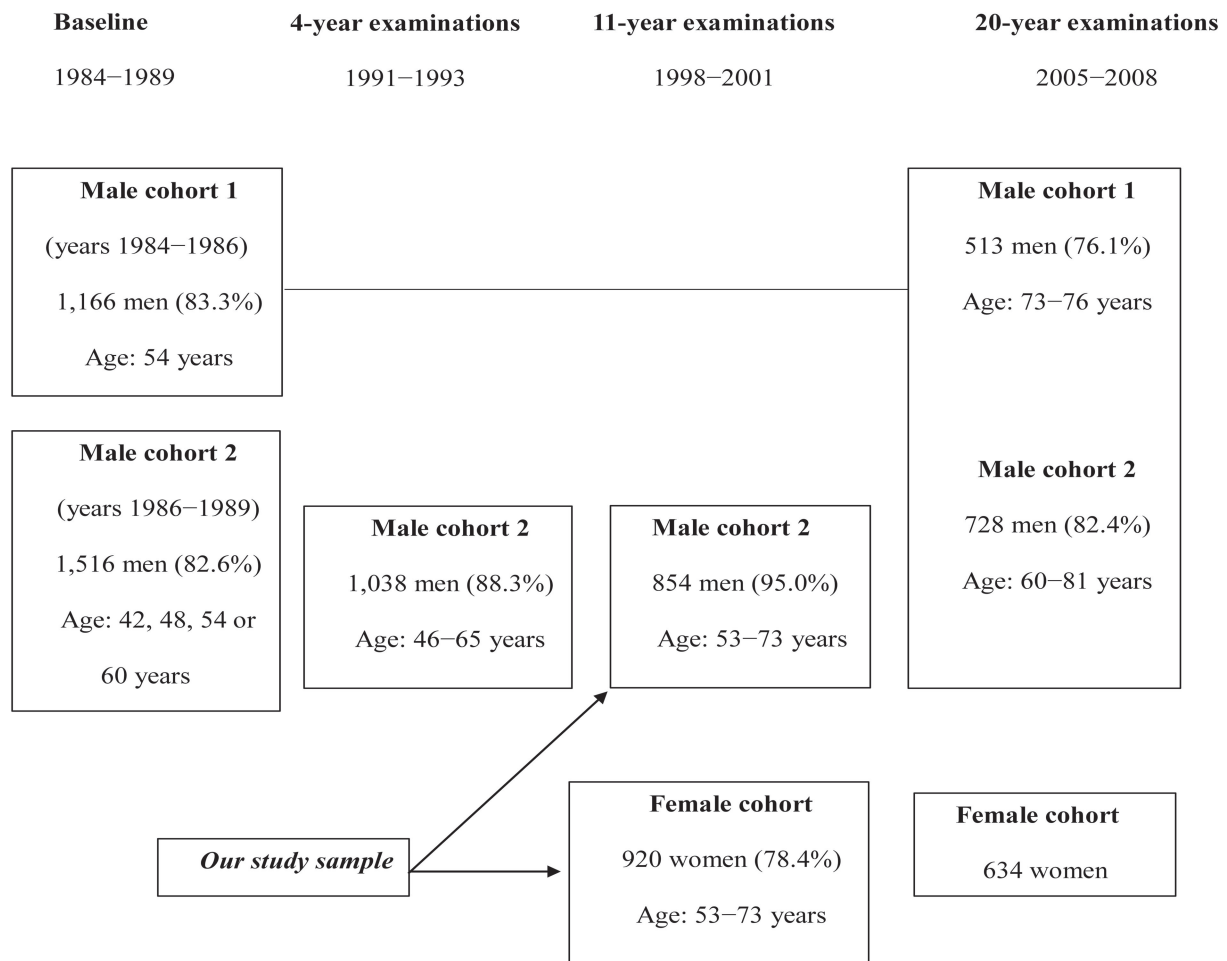 Baseline
1984−1989
4-year examinations
1991−1993
11-year examinations
1998−2001
20-year examinations
2005−2008
Male cohort 1
(years 1984−1986)
1,166 men (83.3%)
Age: 54 years
Male cohort 1
513 men (76.1%)
Age: 73−76 years
Male cohort 2
(years 1986−1989)
1,516 men (82.6%)
Age: 42, 48, 54 or
60 years
Male cohort 2
1,038 men (88.3%)
Age: 46−65 years
Male cohort 2
854 men (95.0%)
Age: 53−73 years
Male cohort 2
728 men (82.4%)
Age: 60−81 years
Our study sample
Female cohort
920 women (78.4%)
Age: 53−73 years
Female cohort
634 women